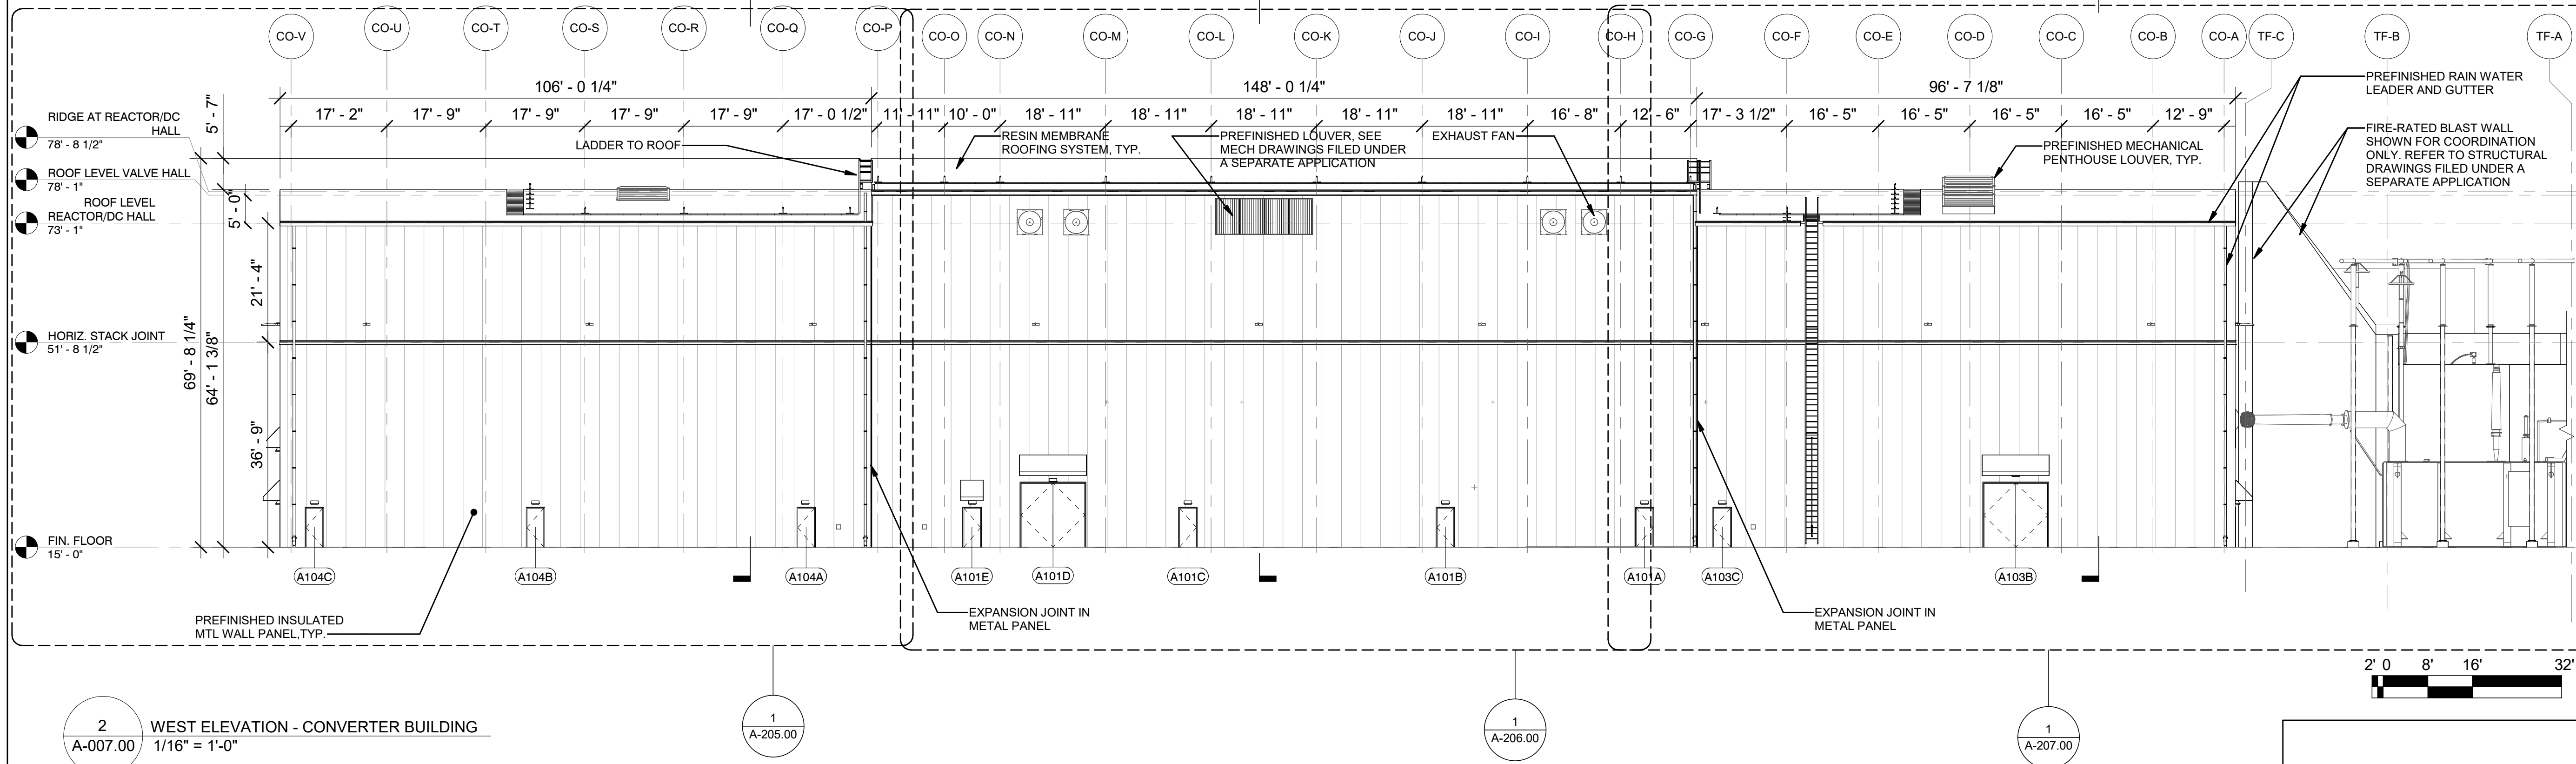 CO-V
CO-U
CO-T
CO-S
CO-R
CO-Q
CO-P
CO-O
CO-N
CO-M
CO-L
CO-K
CO-J
CO-I
CO-H
CO-G
CO-F
CO-E
CO-D
CO-C
CO-B
CO-A
TF-C
TF-B
TF-A
106' - 0 1/4"
148' - 0 1/4"
96' - 7 1/8"
17' - 2"
17' - 9"
17' - 9"
17' - 9"
17' - 9"
17' - 0 1/2"
11' - 11"
10' - 0"
18' - 11"
18' - 11"
18' - 11"
18' - 11"
18' - 11"
16' - 8"
12' - 6"
17' - 3 1/2"
16' - 5"
16' - 5"
16' - 5"
16' - 5"
12' - 9"
RIDGE AT REACTOR/DC
HALL
78' - 8 1/2"
ROOF LEVEL VALVE HALL
78' - 1"
ROOF LEVEL
REACTOR/DC HALL
73' - 1"
HORIZ. STACK JOINT
51' - 8 1/2"
FIN. FLOOR
15' - 0"
5' - 7"
5' - 0"
21' - 4"
69' - 8 1/4"
64' - 1 3/8"
36' - 9"
LADDER TO ROOF
RESIN MEMBRANE
ROOFING SYSTEM, TYP.
PREFINISHED LOUVER, SEE
MECH DRAWINGS FILED UNDER
A SEPARATE APPLICATION
EXHAUST FAN
PREFINISHED MECHANICAL
PENTHOUSE LOUVER, TYP.
PREFINISHED RAIN WATER
LEADER AND GUTTER
FIRE-RATED BLAST WALL
SHOWN FOR COORDINATION
ONLY. REFER TO STRUCTURAL
DRAWINGS FILED UNDER A
SEPARATE APPLICATION
A104C
A104B
A104A
A101E
A101D
A101C
A101B
A101A
A103C
A103B
PREFINISHED INSULATED
MTL WALL PANEL,TYP.
EXPANSION JOINT IN
METAL PANEL
EXPANSION JOINT IN
METAL PANEL
2' 0 8' 16' 32'
2
A-007.00
WEST ELEVATION - CONVERTER BUILDING
1/16" = 1'-0"
1
A-205.00
1
A-206.00
1
A-207.00